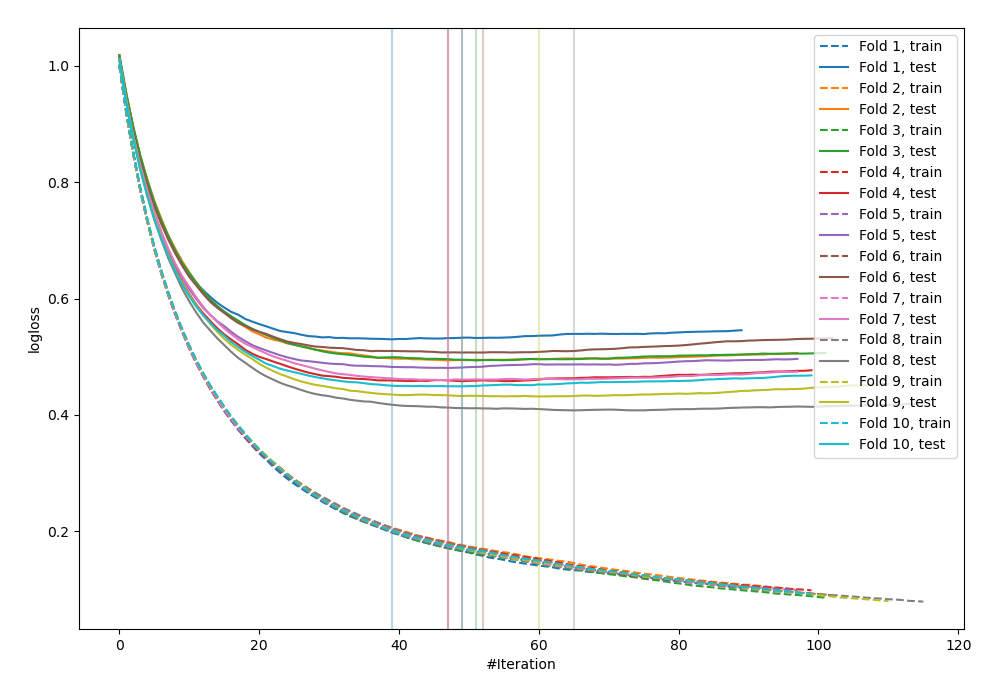 1.0
0.8
0.6
0.4
0.2
logloss
0
20
40
60
80
100
120
#Iteration
Fold 1, train
Fold 1, test
Fold 2, train
Fold 2, test
Fold 3, train
Fold 3, test
Fold 4, train
Fold 4, test
Fold 5, train
Fold 5, test
Fold 6, train
Fold 6, test
Fold 7, train
Fold 7, test
Fold 8, train
Fold 8, test
Fold 9, train
Fold 9, test
Fold 10, train
Fold 10, test